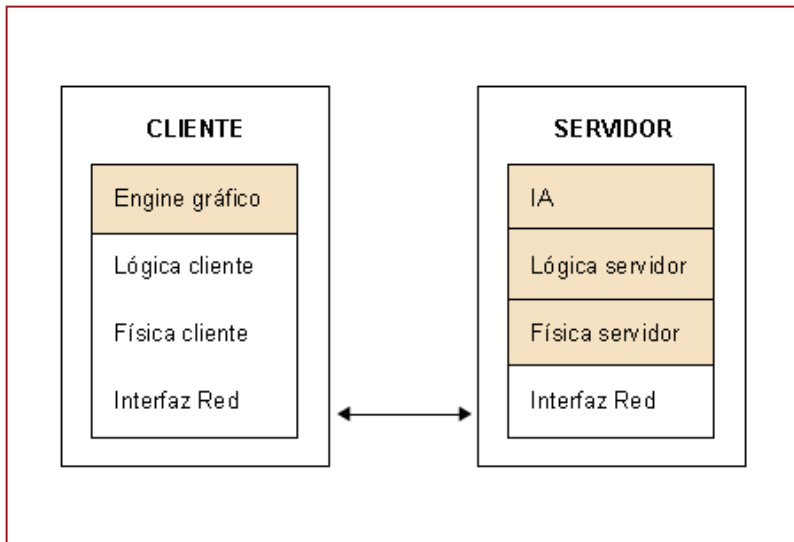 CLIENTE
Engine gráfico
Lógica cliente
Física cliente
Interfaz Red
SERVIDOR
IA
Lógica servidor
Física servidor
Interfaz Red